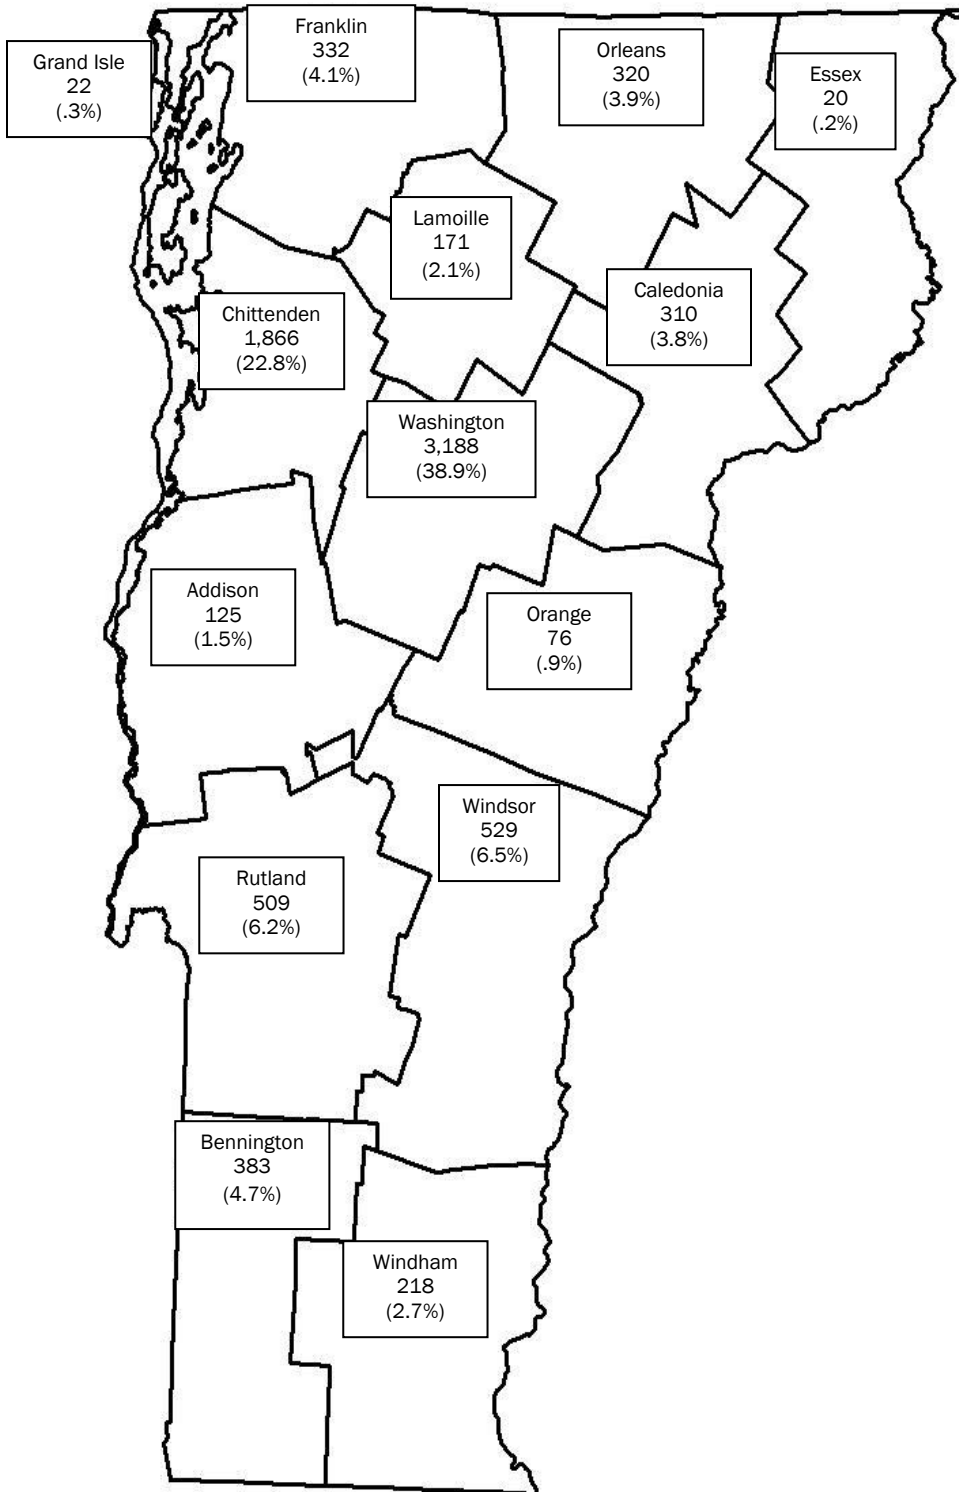 Franklin
332
(4.1%)
Grand Isle
22
(.3%)
Orleans
320
(3.9%)
Essex
20
(.2%)
Lamoille
171
(2.1%)
Caledonia
310
(3.8%)
Chittenden
1,866
(22.8%)
Washington
3,188
(38.9%)
Addison
125
(1.5%)
Orange
76
(.9%)
Windsor
529
(6.5%)
Rutland
509
(6.2%)
Bennington
383
(4.7%)
Windham
218
(2.7%)